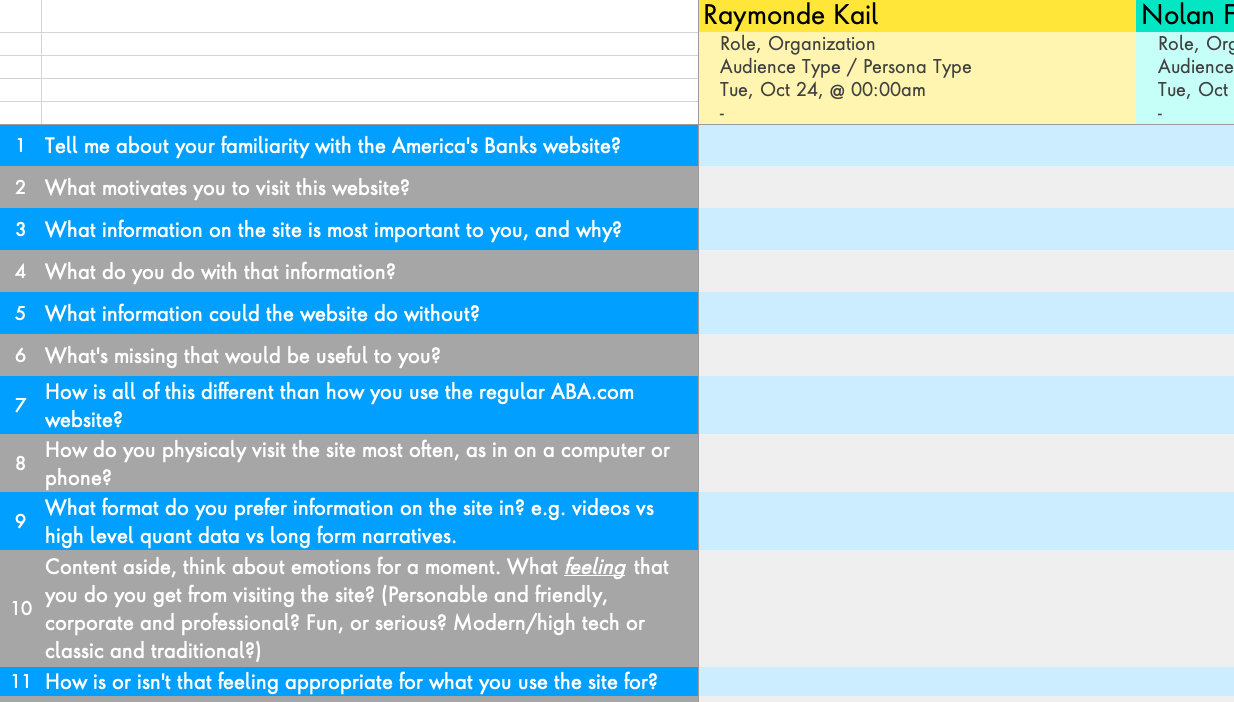 Raymonde Kail
Nolan F
Role, Organization
Role, Org
Audience Type / Persona Type
Audience
Tue, Oct 24, @ 00:00am
Tue, Oct
-
-
1 Tell me about your familiarity with the America's Banks website?
2 What motivates you to visit this website?
3 What information on the site is most important to you, and why?
4 What do you do with that information?
5 What information could the website do without?
6 What's missing that would be useful to you?
7 How is all of this different than how you use the regular ABA.com
website?
8 How do you physicaly visit the site most often, as in on a computer or
phone?
9 What format do you prefer information on the site in? e.g. videos vs
high level quant data vs long form narratives.
10 Content aside, think about emotions for a moment. What feeling that
you do you get from visiting the site? (Personable and friendly,
corporate and professional? Fun, or serious? Modern/high tech or
classic and traditional?)
11 How is or isn't that feeling appropriate for what you use the site for?